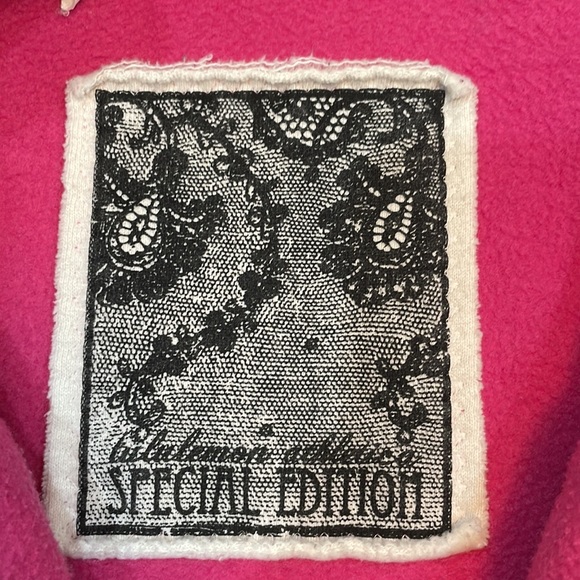 lululemon athletica
SPECIAL EDITION